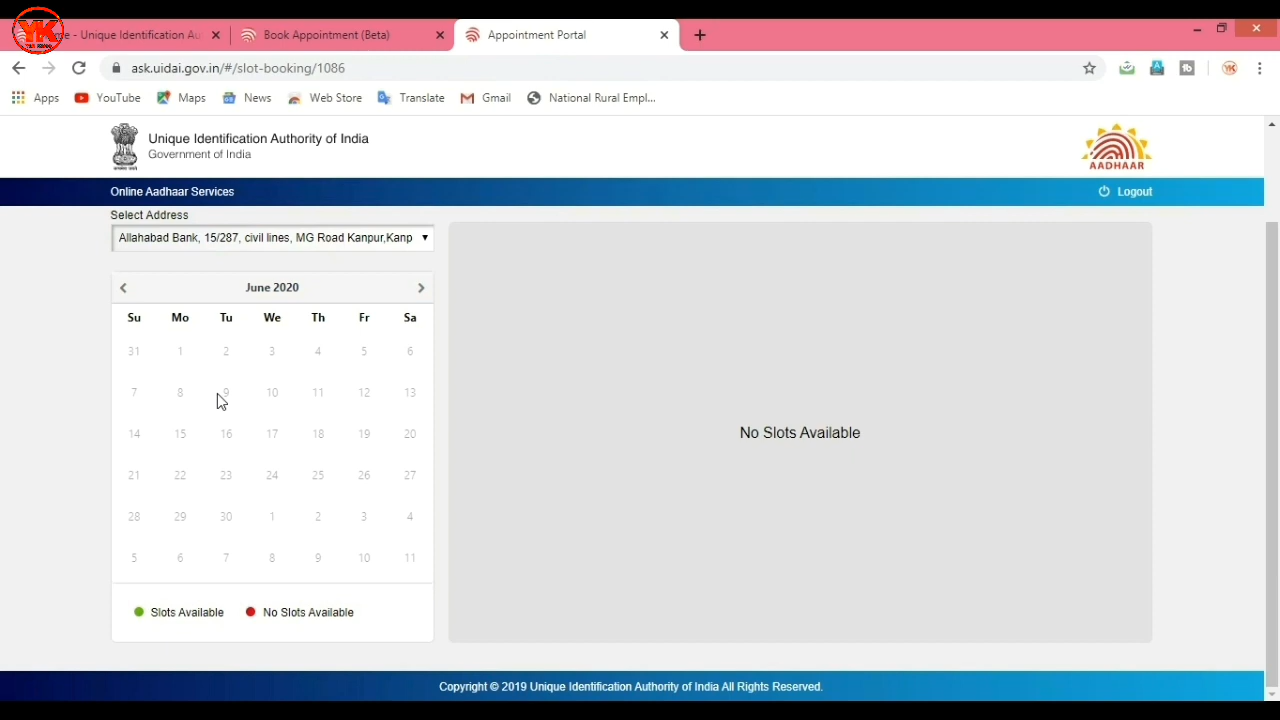 YK
e - Unique Identification Au
Book Appointment (Beta)
Appointment Portal
ask.uidai.gov.in/#/slot-booking/1086
Apps
YouTube
Maps
News
Web Store
Translate
Gmail
National Rural Empl...
Unique Identification Authority of India
Government of India
AADHAAR
Online Aadhaar Services
Logout
Select Address
Allahabad Bank, 15/287, civil lines, MG Road Kanpur,Kanp
June 2020
Su Mo Tu We Th Fr Sa
31 1 2 3 4 5 6
7 8 9 10 11 12 13
14 15 16 17 18 19 20
21 22 23 24 25 26 27
28 29 30 1 2 3 4
5 6 7 8 9 10 11
Slots Available
No Slots Available
No Slots Available
Copyright © 2019 Unique Identification Authority of India All Rights Reserved.